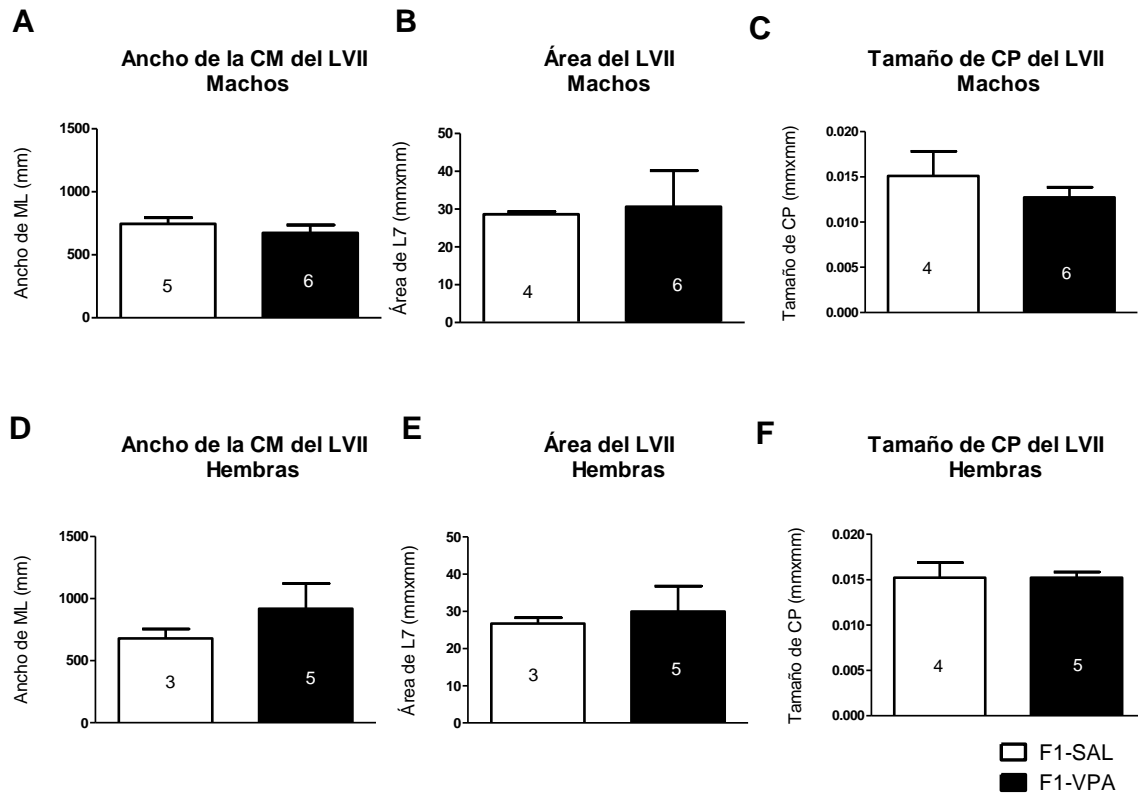 A
Ancho de la CM del LVII
Machos
Ancho de ML (mm)
1500
1000
500
0
5
6
B
Área del LVII
Machos
Área de L7 (mmxmm)
50
40
30
20
10
0
4
6
C
Tamaño de CP del LVII
Machos
Tamaño de CP (mmxmm)
0.020
0.015
0.010
0.005
0.000
4
6
D
Ancho de la CM del LVII
Hembras
Ancho de ML (mm)
1500
1000
500
0
3
5
E
Área del LVII
Hembras
Área de L7 (mmxmm)
50
40
30
20
10
0
3
5
F
Tamaño de CP del LVII
Hembras
Tamaño de CP (mmxmm)
0.020
0.015
0.010
0.005
0.000
4
5
F1-SAL
F1-VPA